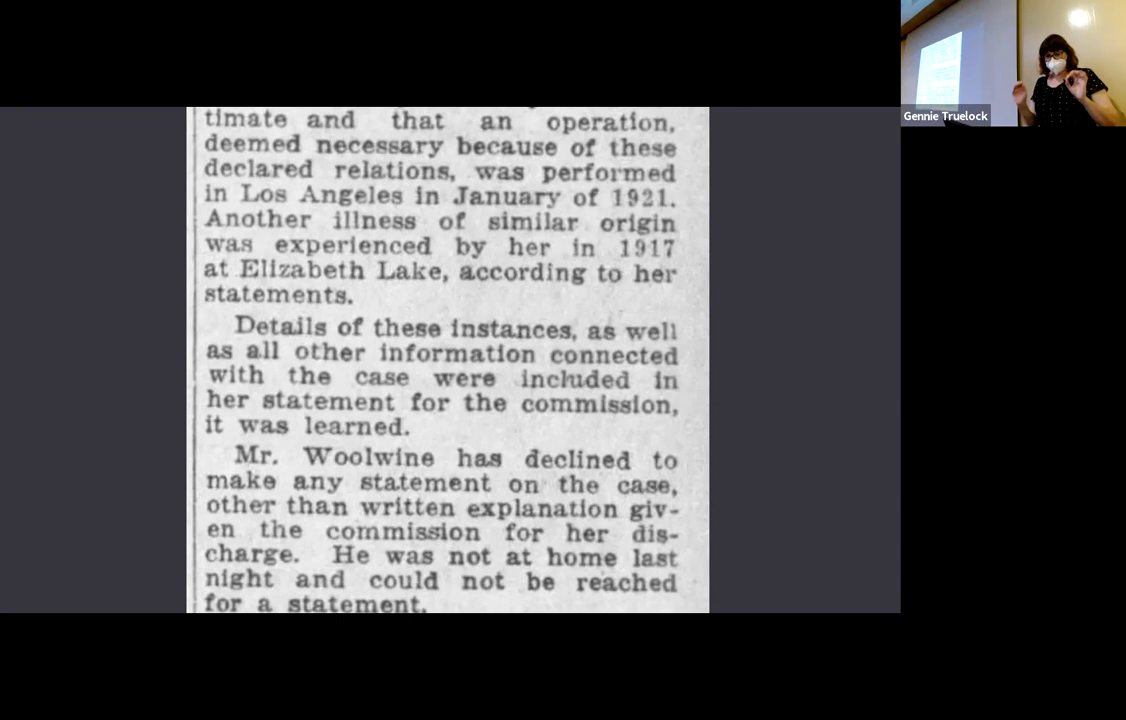 timate and that an operation,
deemed necessary because of these
declared relations, was performed
in Los Angeles in January of 1921.
Another illness of similar origin
was experienced by her in 1917
at Elizabeth Lake, according to her
statements.
Details of these instances, as well
as all other information connected
with the case were included in
her statement for the commission,
it was learned.
Mr. Woolwine has declined to
make any statement on the case,
other than written explanation giv-
en the commission for her dis-
charge. He was not at home last
night and could not be reached
for a statement.
Gennie Truelock